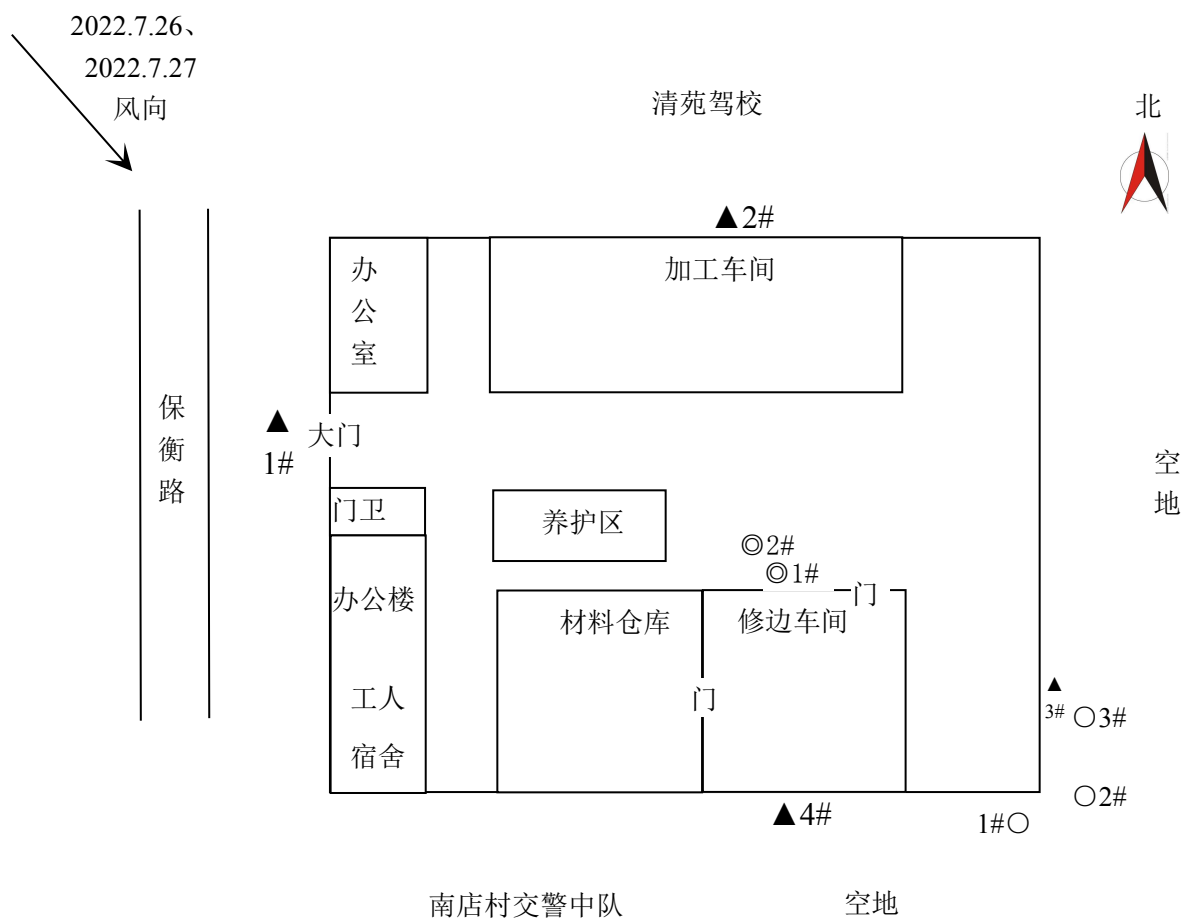 2022.7.26、
2022.7.27
风向
清苑驾校
北
▲2#
办公室
加工车间
保衡路
▲
1#
大门
空地
门卫
养护区
◎2#
◎1#
门
办公楼
材料仓库
修边车间
工人
宿舍
门
▲
3#
○3#
○2#
▲4#
1#○
南店村交警中队
空地